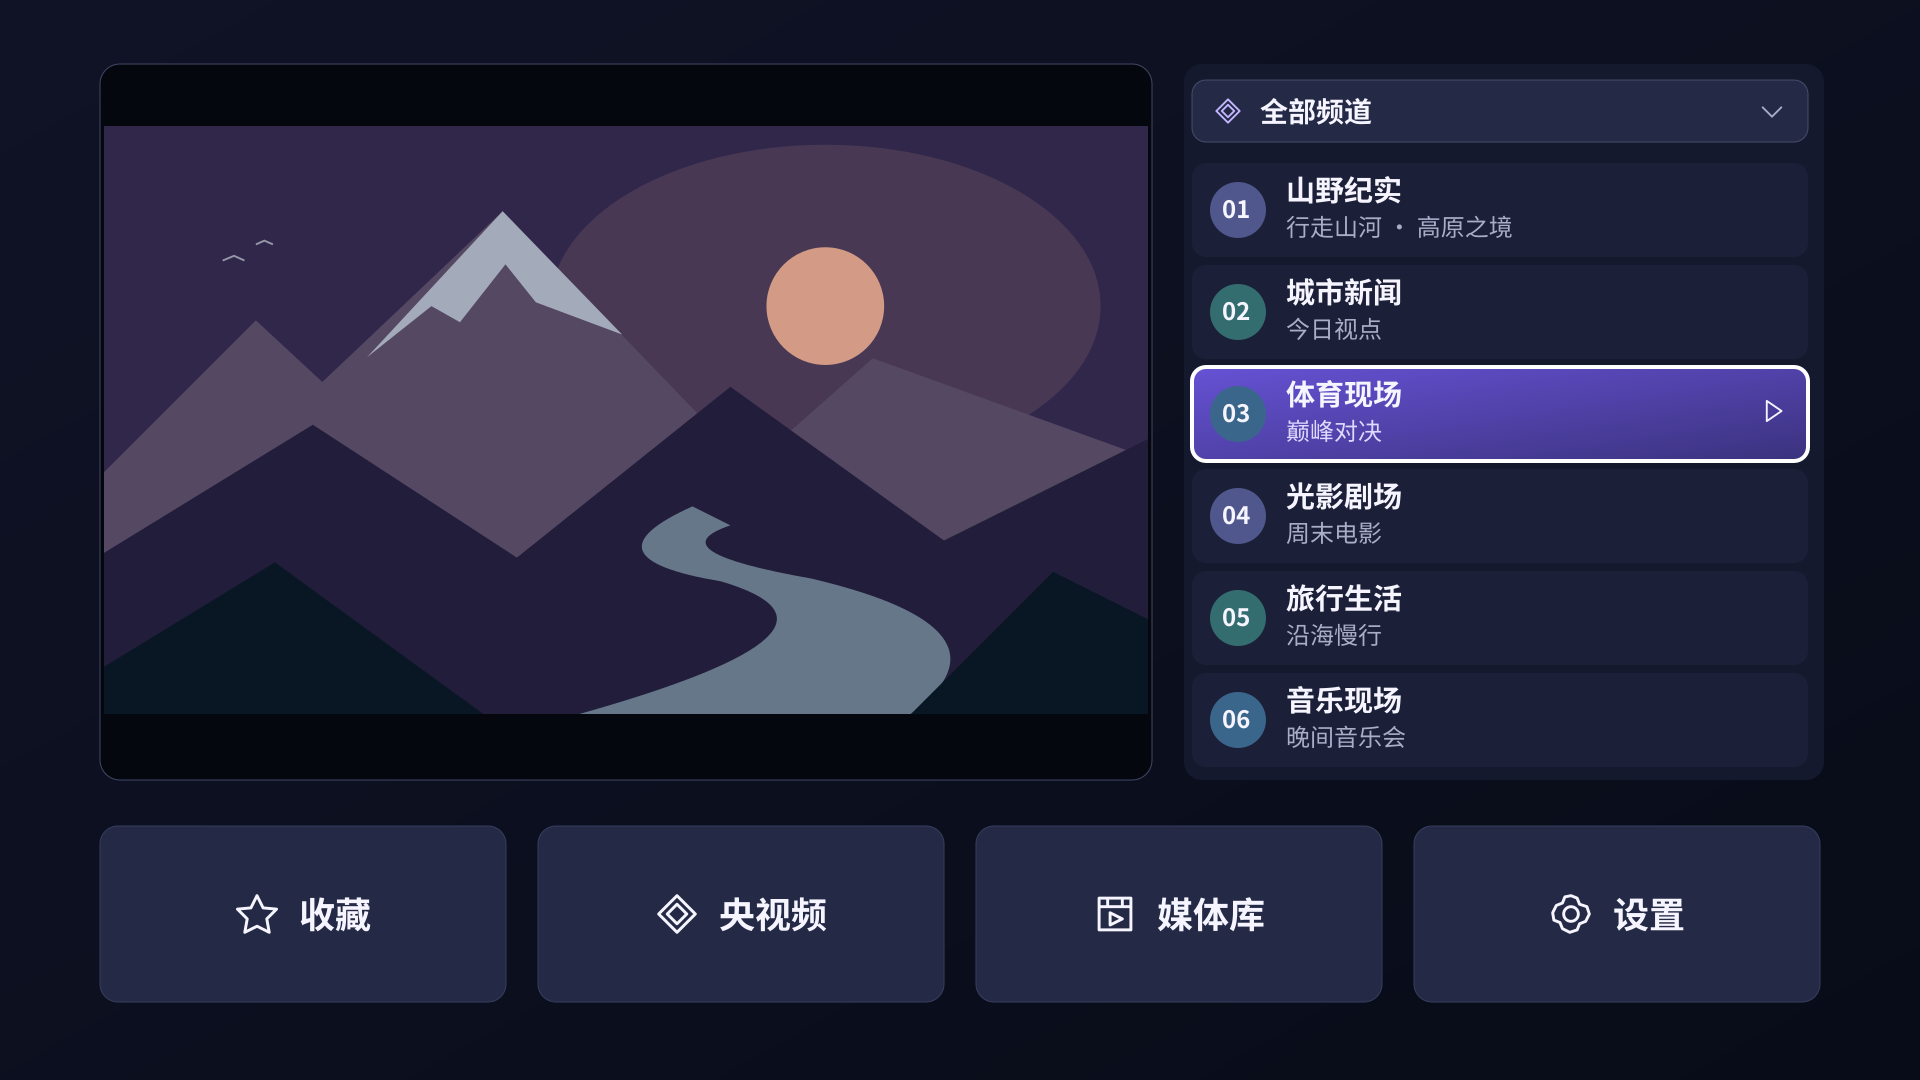 全部频道
01
山野纪实
行走山河 · 高原之境
02
城市新闻
今日视点
03
体育现场
巅峰对决
04
光影剧场
周末电影
05
旅行生活
沿海慢行
06
音乐现场
晚间音乐会
收藏
央视频
媒体库
设置